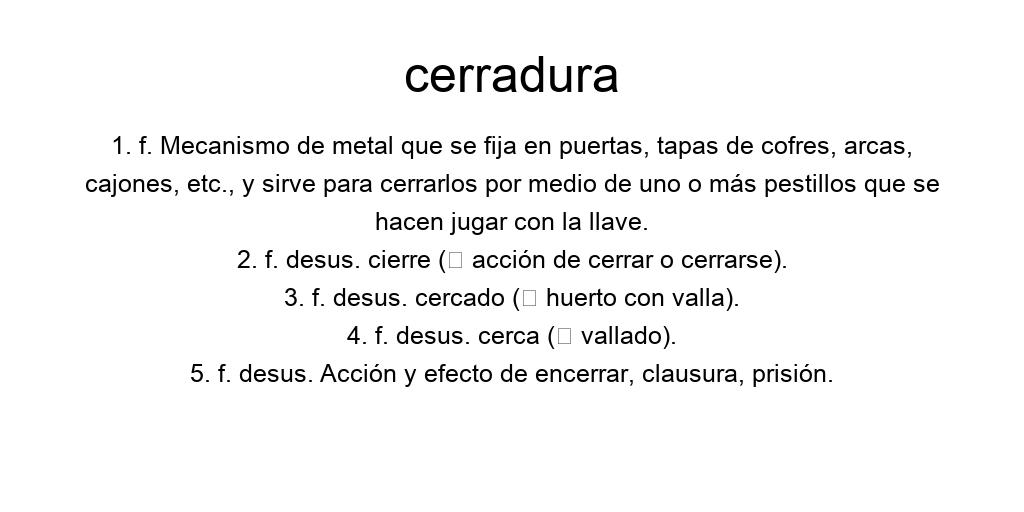 cerradura
1. f. Mecanismo de metal que se fija en puertas, tapas de cofres, arcas,
cajones, etc., y sirve para cerrarlos por medio de uno o más pestillos que se
hacen jugar con la llave.
2. f. desus. cierre (□ acción de cerrar o cerrarse).
3. f. desus. cercado (□ huerto con valla).
4. f. desus. cerca (□ vallado).
5. f. desus. Acción y efecto de encerrar, clausura, prisión.